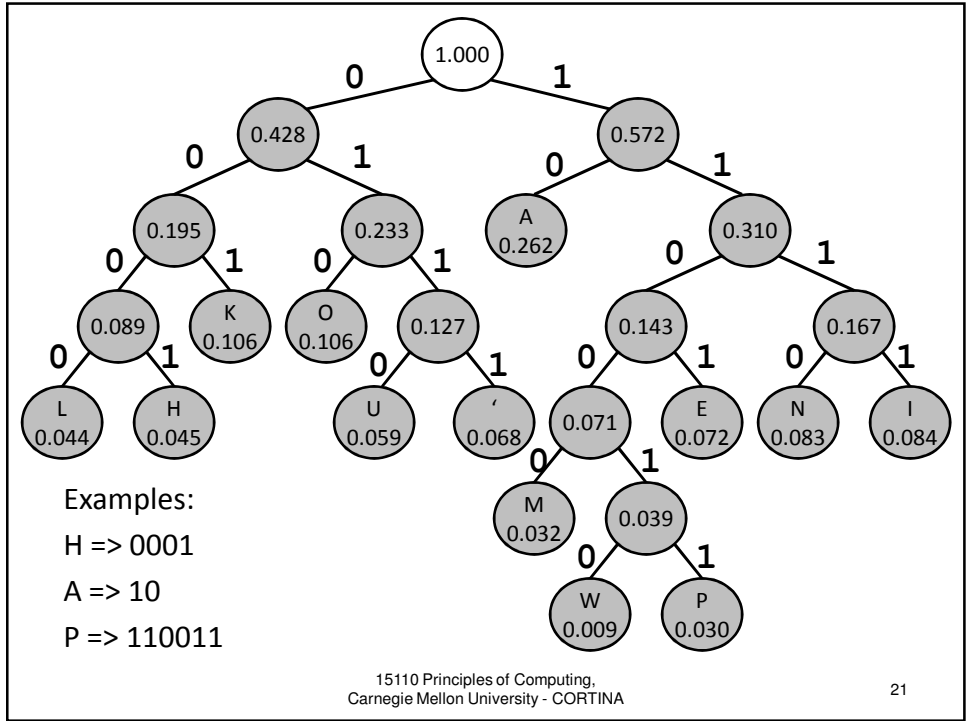 1.000
0 1
0.428 0.572
0 1 0 1
0.195 0.233 A 0.310
0.262
0 1 0 1 0 1
0.089 K O 0.127 0.143 0.167
0.106 0.106
0 1 0 1 0 1 0 1
L H U ‘ 0.071 E N I
0.044 0.045 0.059 0.068 0.072 0.083 0.084
0 1
Examples:
M 0.039
0.032
H => 0001
0 1
A => 10
W P
0.009 0.030
P => 110011
15110 Principles of Computing,
Carnegie Mellon University - CORTINA
21